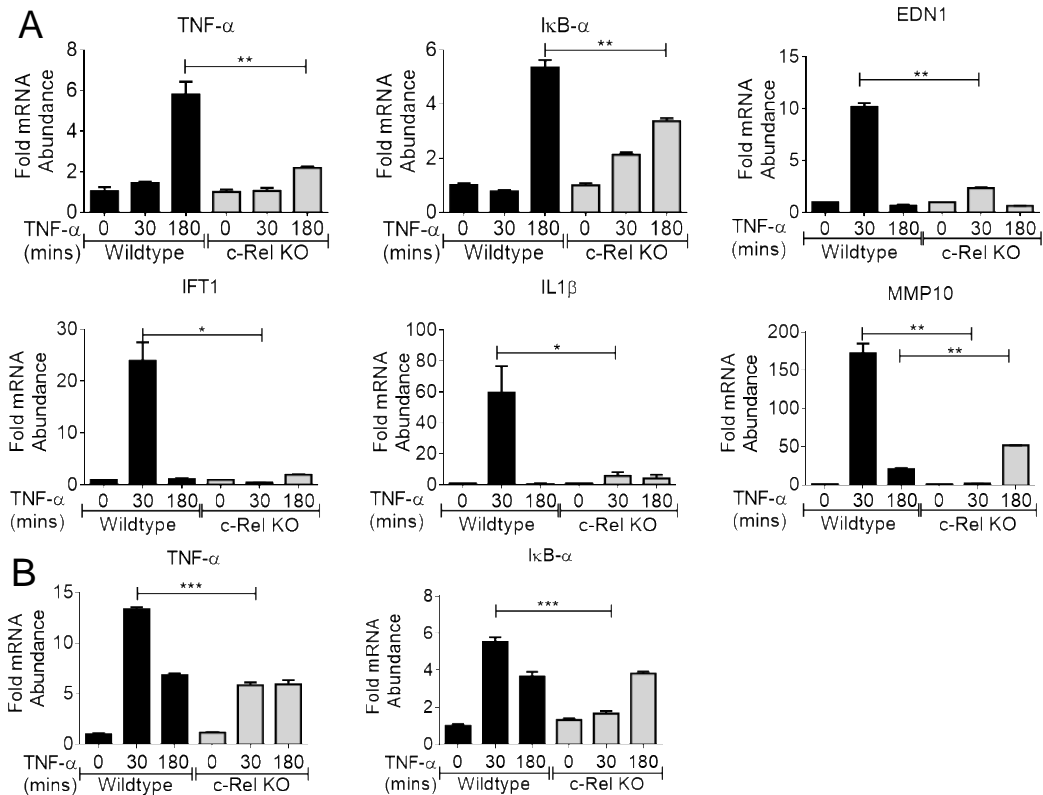 A
TNF-α
8
6
4
2
0
Fold mRNA
Abundance
**
TNF-α 0 30 180 0 30 180
(mins) Wildtype c-Rel KO
IκB-α
6
4
2
0
Fold mRNA
Abundance
**
TNF-α 0 30 180 0 30 180
(mins) Wildtype c-Rel KO
EDN1
15
10
5
0
Fold mRNA
Abundance
**
TNF-α 0 30 180 0 30 180
(mins) Wildtype c-Rel KO
IFT1
30
20
10
0
Fold mRNA
Abundance
*
TNF-α 0 30 180 0 30 180
(mins) Wildtype c-Rel KO
IL1β
100
80
60
40
20
0
Fold mRNA
Abundance
*
TNF-α 0 30 180 0 30 180
(mins) Wildtype c-Rel KO
MMP10
200
150
100
50
0
Fold mRNA
Abundance
**
**
TNF-α 0 30 180 0 30 180
(mins) Wildtype c-Rel KO
B
TNF-α
15
10
5
0
Fold mRNA
Abundance
***
TNF-α 0 30 180 0 30 180
(mins) Wildtype c-Rel KO
IκB-α
8
6
4
2
0
Fold mRNA
Abundance
***
TNF-α 0 30 180 0 30 180
(mins) Wildtype c-Rel KO